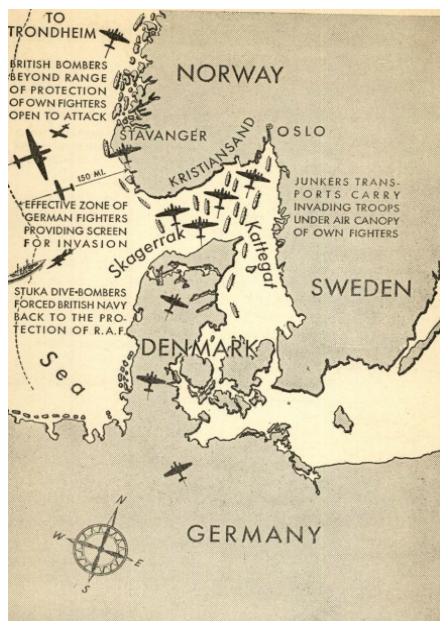 TO
TRONDHEIM
BRITISH BOMBERS
BEYOND RANGE
OF PROTECTION
OF OWN FIGHTERS
OPEN TO ATTACK
NORWAY
STAVANGER
KRISTIANSAND
OSLO
150 MI.
EFFECTIVE ZONE OF
GERMAN FIGHTERS
PROVIDING SCREEN
FOR INVASION
JUNKERS TRANS-
PORTS CARRY
INVADING TROOPS
UNDER AIR CANOPY
OF OWN FIGHTERS
Skagerrak
Kattegat
STUKA DIVE-BOMBERS
FORCED BRITISH NAVY
BACK TO THE PRO-
TECTION OF R.A.F.
SWEDEN
Sea
DENMARK
GERMANY
N
W
E
S